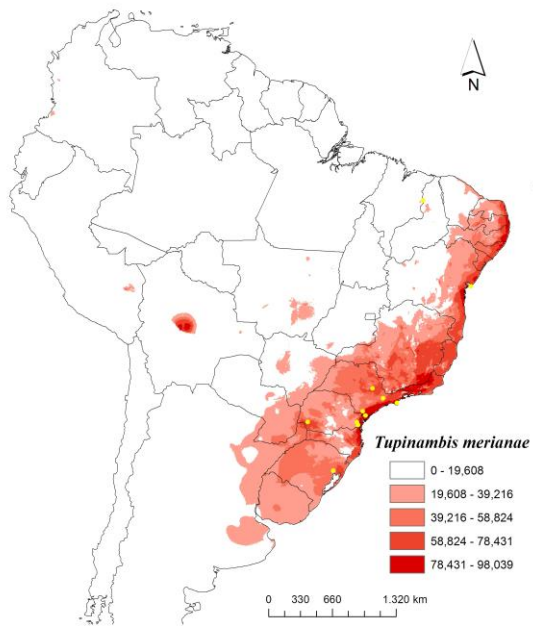 N
Tupinambis merianae
0 - 19,608
19,608 - 39,216
39,216 - 58,824
58,824 - 78,431
78,431 - 98,039
0 330 660 1.320 km